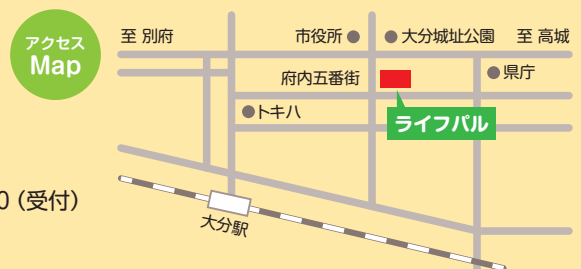 アクセス
Map
至 別府
市役所
大分城址公園
至 高城
府内五番街
県庁
トキハ
ライフパル
0 (受付)
大分駅